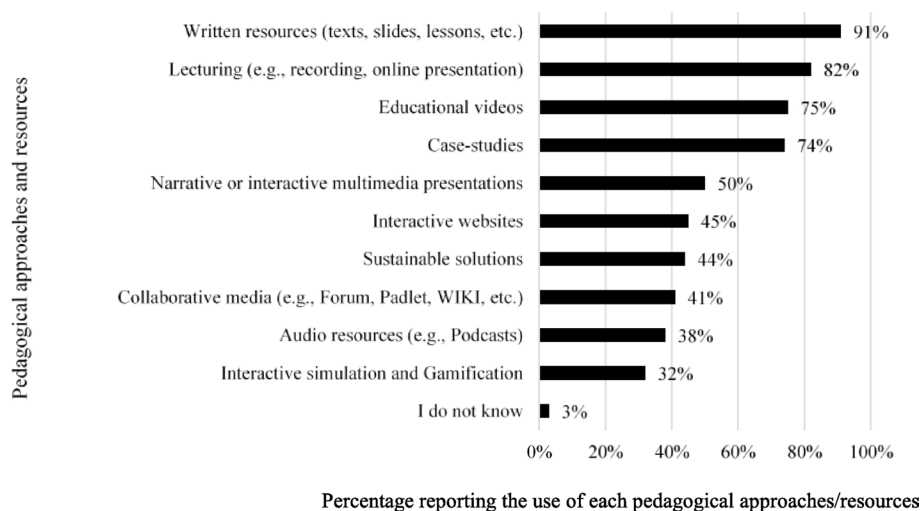 Pedagogical approaches and resources
Written resources (texts, slides, lessons, etc.) 91%
Lecturing (e.g., recording, online presentation) 82%
Educational videos 75%
Case-studies 74%
Narrative or interactive multimedia presentations 50%
Interactive websites 45%
Sustainable solutions 44%
Collaborative media (e.g., Forum, Padlet, WIKI, etc.) 41%
Audio resources (e.g., Podcasts) 38%
Interactive simulation and Gamification 32%
I do not know 3%
0% 20% 40% 60% 80% 100%
Percentage reporting the use of each pedagogical approaches/resources